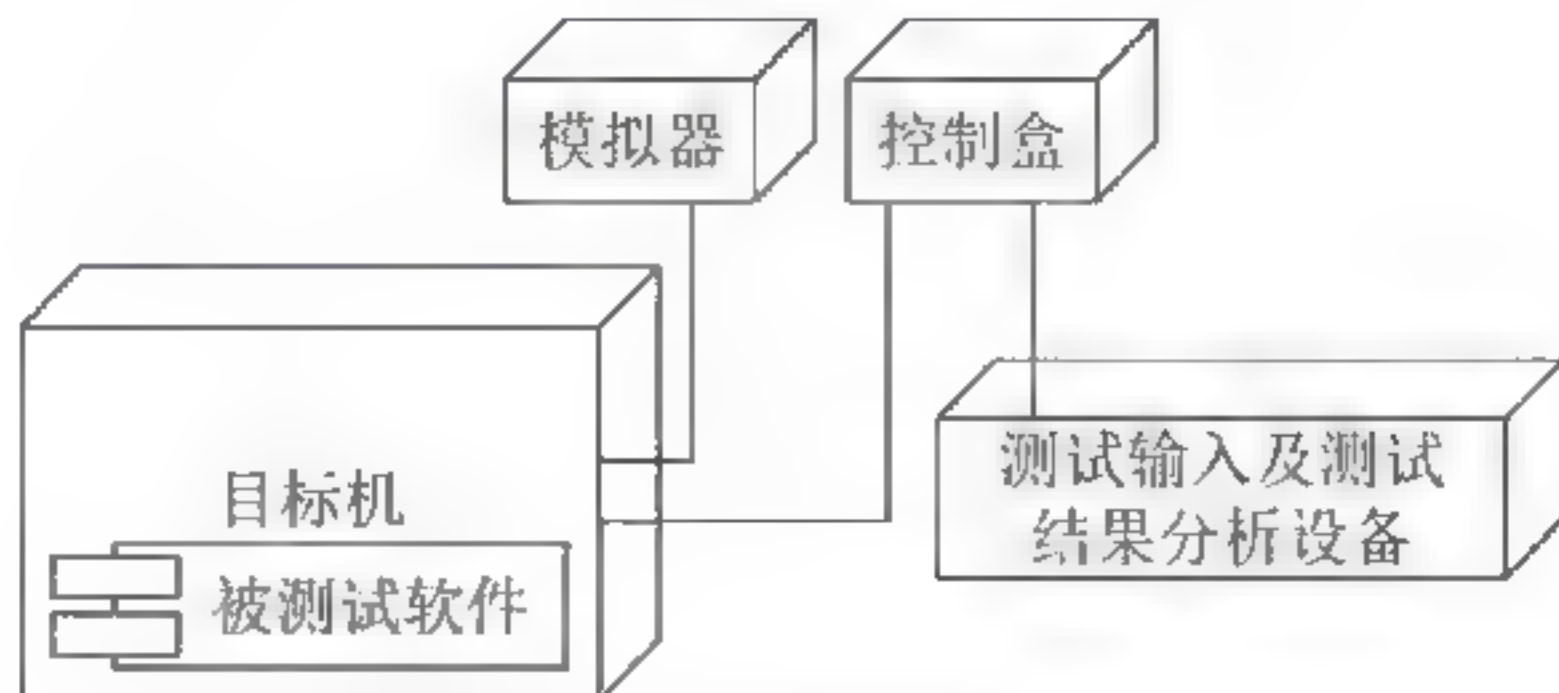 模拟器
控制盒
目标机
被测试软件
测试输入及测试
结果分析设备